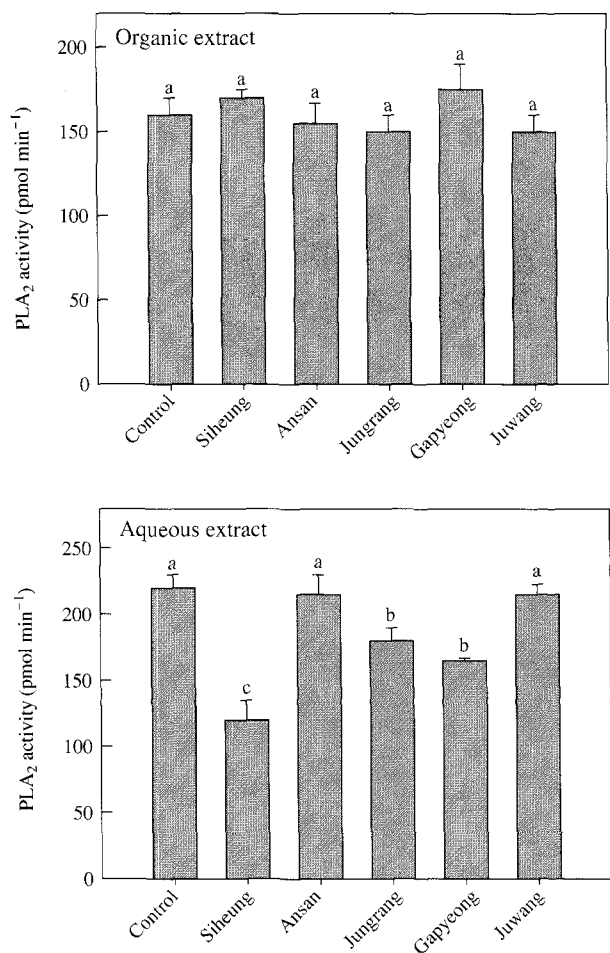 Organic extract
PLA₂ activity (pmol min⁻¹)
200
150
100
50
0
a
a
a
a
a
a
Control
Siheung
Ansan
Jungrang
Gapyeong
Juwang
Aqueous extract
PLA₂ activity (pmol min⁻¹)
250
200
150
100
50
0
a
c
a
b
b
a
Control
Siheung
Ansan
Jungrang
Gapyeong
Juwang